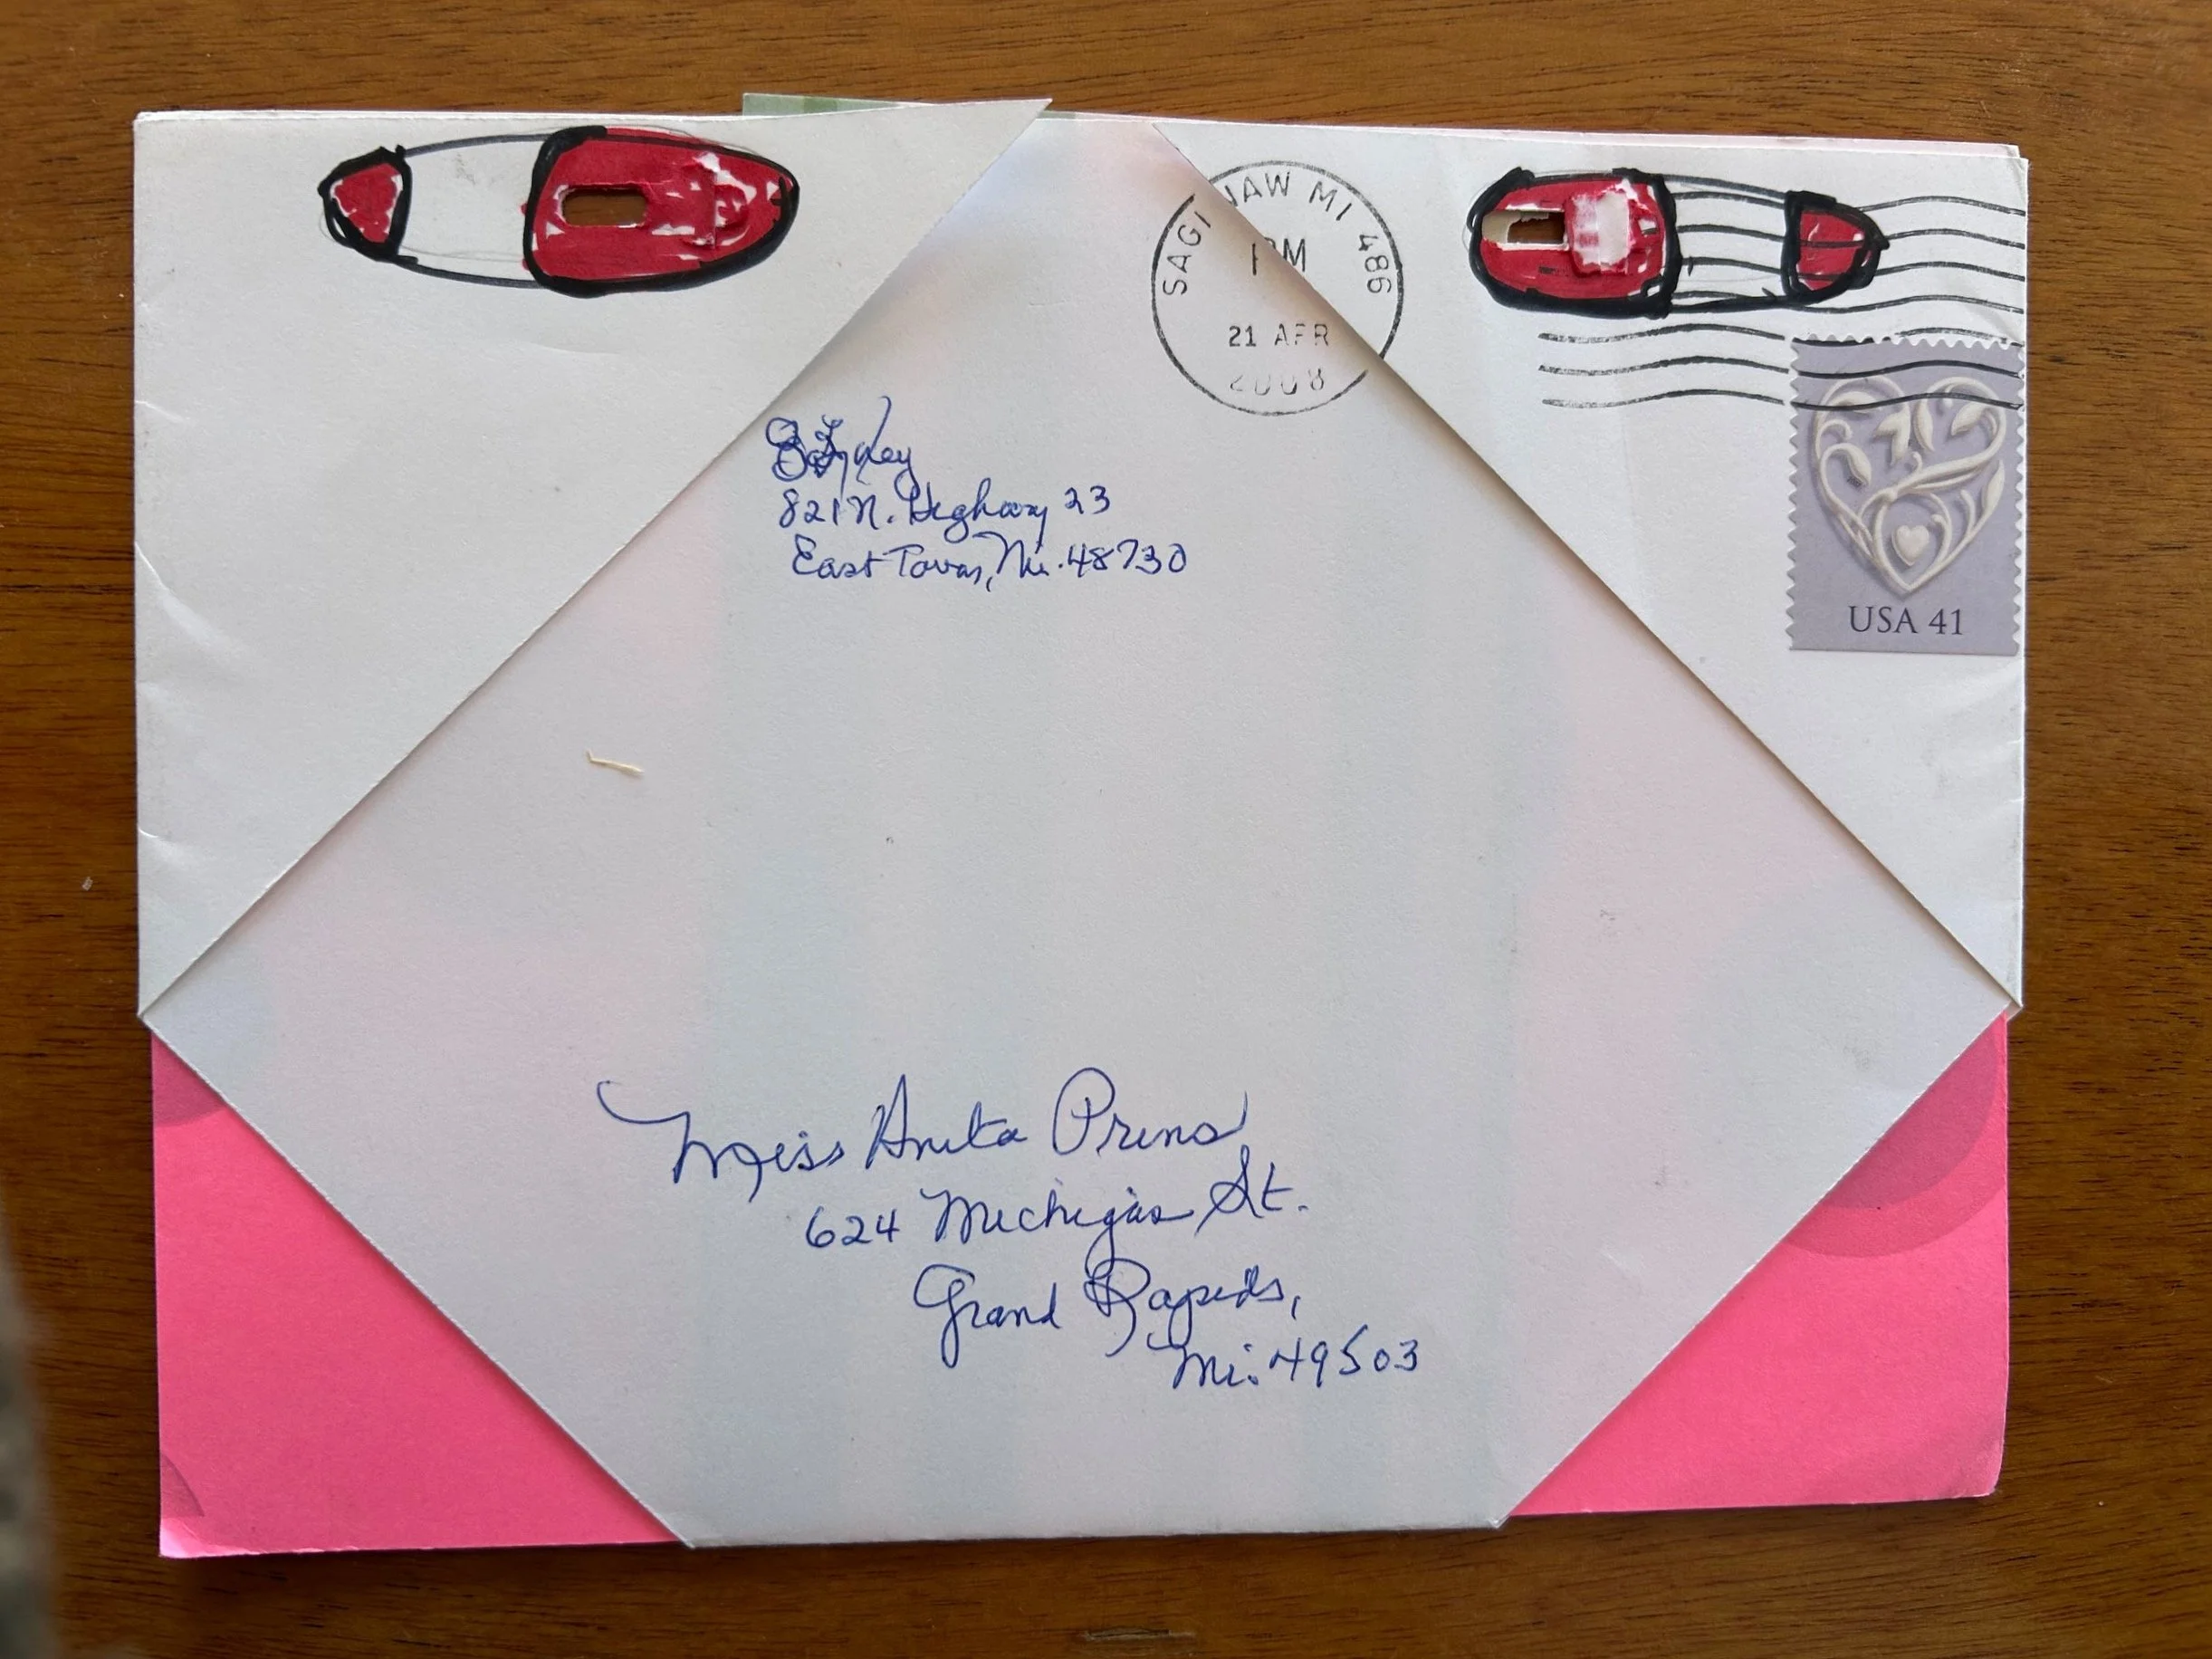 SAGINAW MI 486
PM
21 APR
2008
USA 41
821 N. Highway 23
East Tawas, Mi. 48730
Miss Anita Prins
624 Michigan St.
Grand Rapids,
Mi. 49503